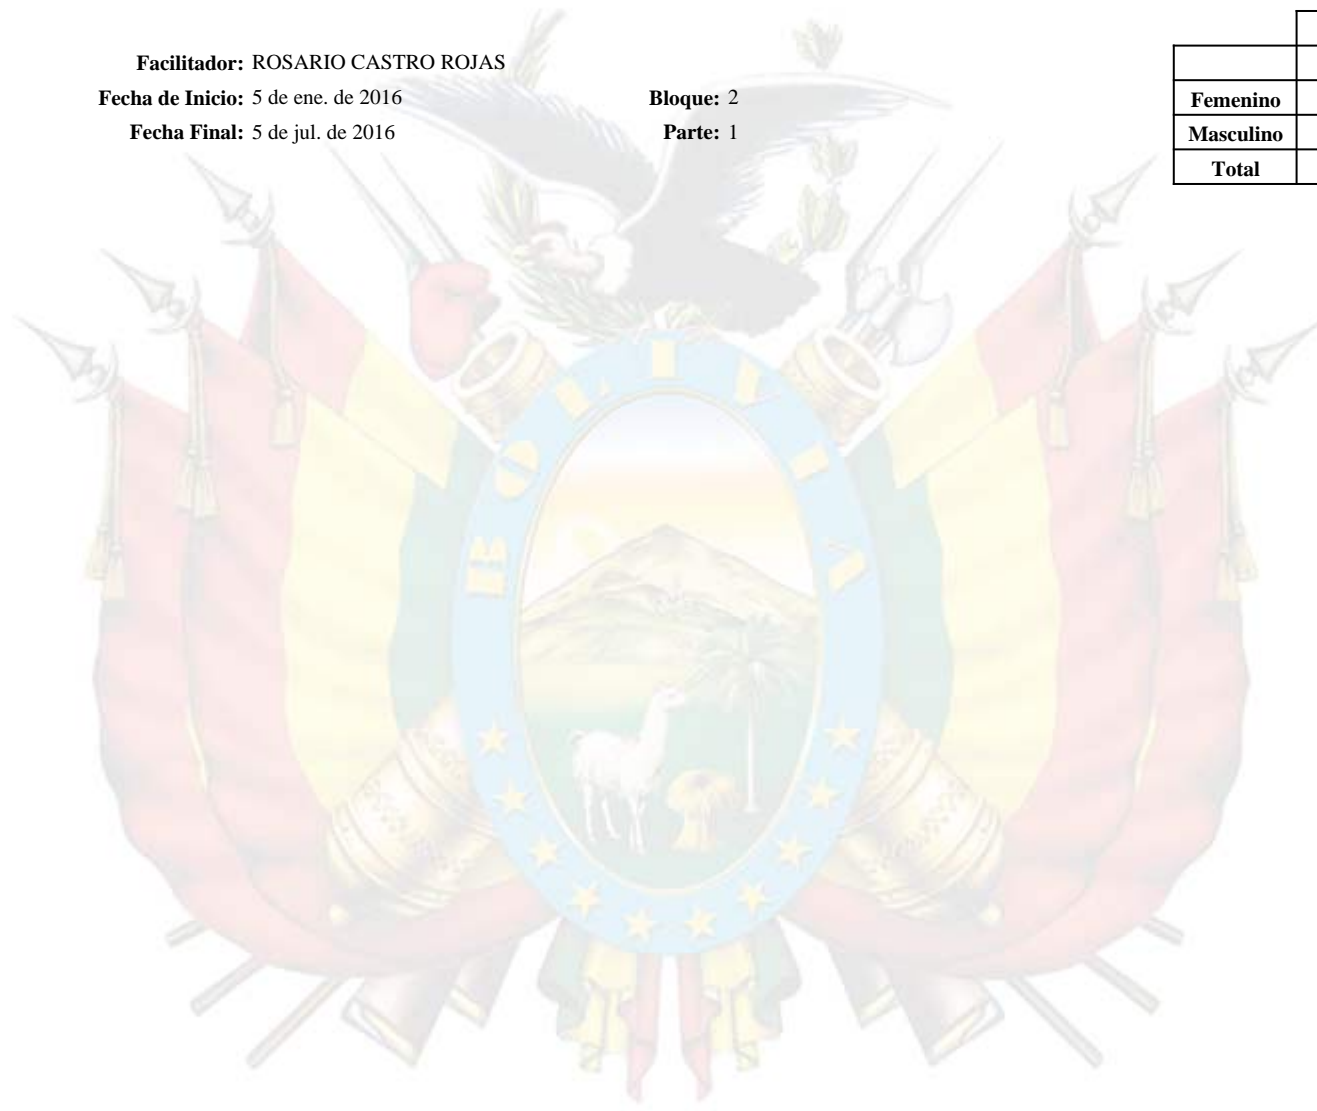 Facilitador: ROSARIO CASTRO ROJAS
Fecha de Inicio: 5 de ene. de 2016 Bloque: 2
Fecha Final: 5 de jul. de 2016 Parte: 1
Femenino
Masculino
Total
BOLIVIA